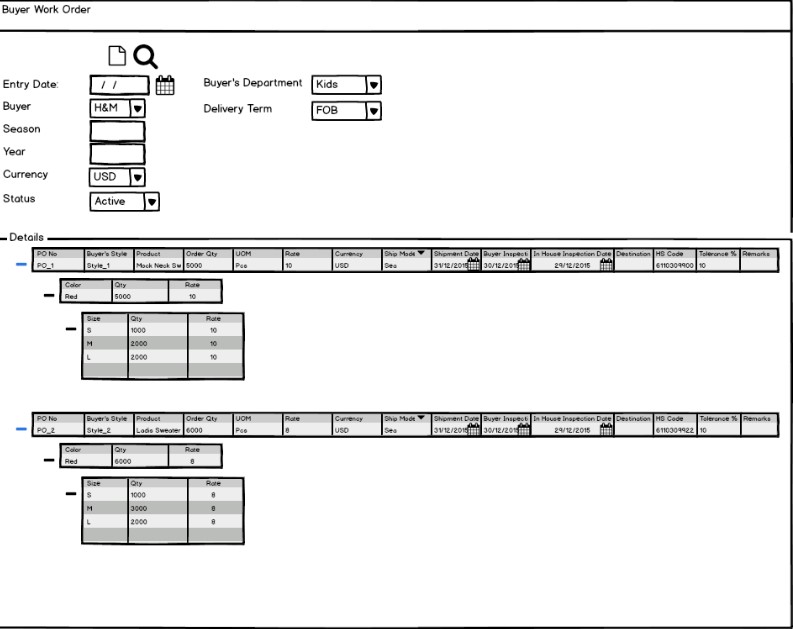 Buyer Work Order
Entry Date: / / Buyer's Department Kids
Buyer H&M Delivery Term FOB
Season
Year
Currency USD
Status Active
Details
PO No Buyer's Style Product Order Qty UOM Rate Currency Ship Mode Shipment Date Buyer Inspecti In House Inspection Date Destination HS Code Tolerance % Remarks
PO_1 Style_1 Mock Neck Sw 5000 Pcs 10 USD Sea 31/12/2015 30/12/2015 29/12/2015 6110309900 10
Color Qty Rate
Red 5000 10
Size Qty Rate
S 1000 10
M 2000 10
L 2000 10
PO No Buyer's Style Product Order Qty UOM Rate Currency Ship Mode Shipment Date Buyer Inspecti In House Inspection Date Destination HS Code Tolerance % Remarks
PO_2 Style_2 Ladis Sweater 6000 Pcs 8 USD Sea 31/12/2015 30/12/2015 29/12/2015 6110309922 10
Color Qty Rate
Red 6000 8
Size Qty Rate
S 1000 8
M 3000 8
L 2000 8